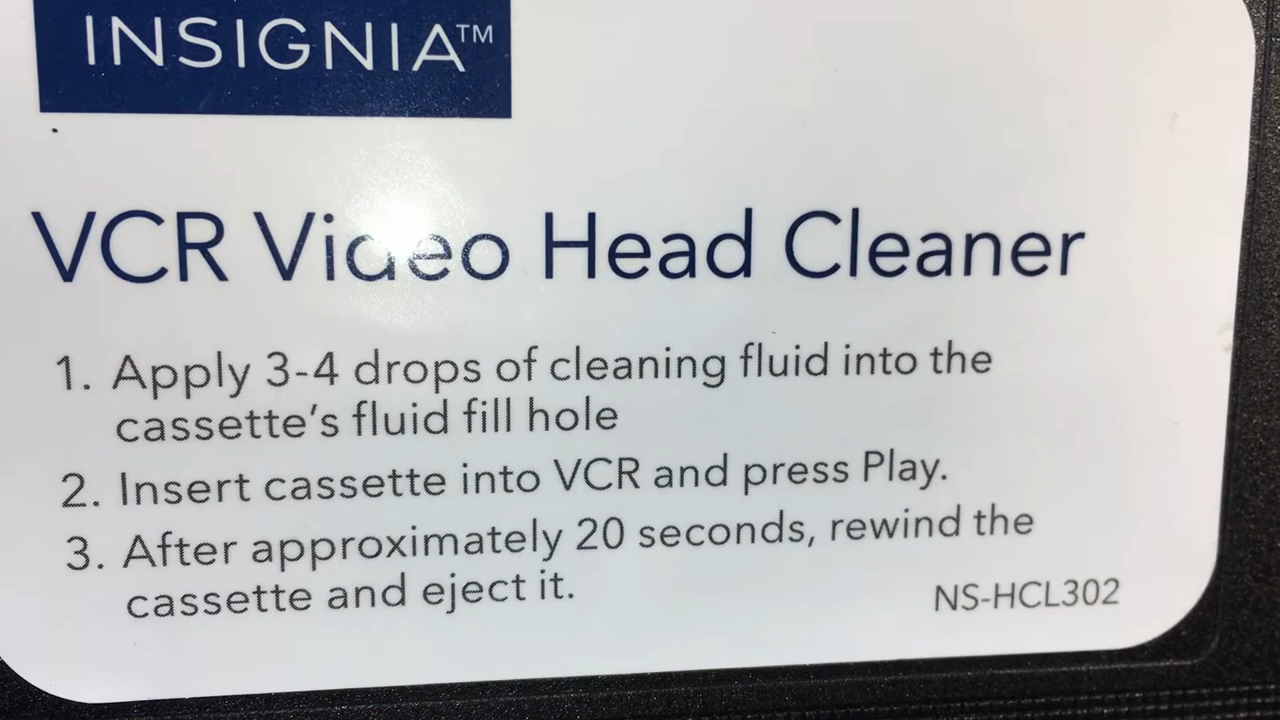 INSIGNIA™
VCR Video Head Cleaner
1. Apply 3-4 drops of cleaning fluid into the
cassette's fluid fill hole
2. Insert cassette into VCR and press Play.
3. After approximately 20 seconds, rewind the
cassette and eject it.
NS-HCL302